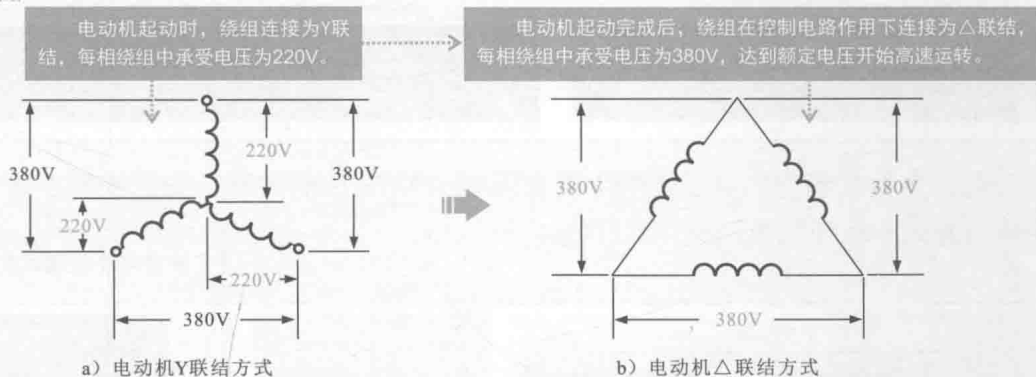 电动机起动时，绕组连接为Y联
结，每相绕组中承受电压为220V。
电动机起动完成后，绕组在控制电路作用下连接为△联结，
每相绕组中承受电压为380V，达到额定电压开始高速运转。
380V
220V
380V
220V
220V
380V
a）电动机Y联结方式
380V
380V
380V
b）电动机△联结方式